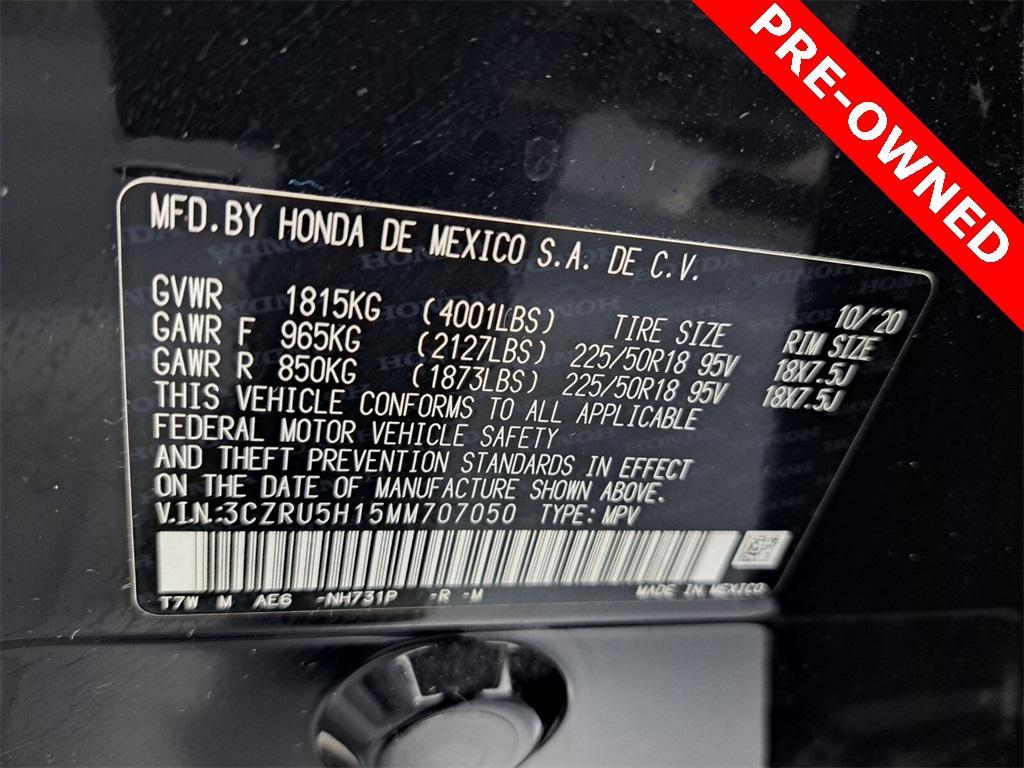 PRE-OWNED
MFD.BY HONDA DE MEXICO S.A. DE C.V.
10/'20
GVWR 1815KG (4001LBS) TIRE SIZE RIM SIZE
GAWR F 965KG (2127LBS) 225/50R18 95V 18X7.5J
GAWR R 850KG (1873LBS) 225/50R18 95V 18X7.5J
THIS VEHICLE CONFORMS TO ALL APPLICABLE
FEDERAL MOTOR VEHICLE SAFETY
AND THEFT PREVENTION STANDARDS IN EFFECT
ON THE DATE OF MANUFACTURE SHOWN ABOVE.
V.I.N.:3CZRU5H15MM707050 TYPE: MPV
T7W M AE6 -NH731P -R -M MADE IN MEXICO